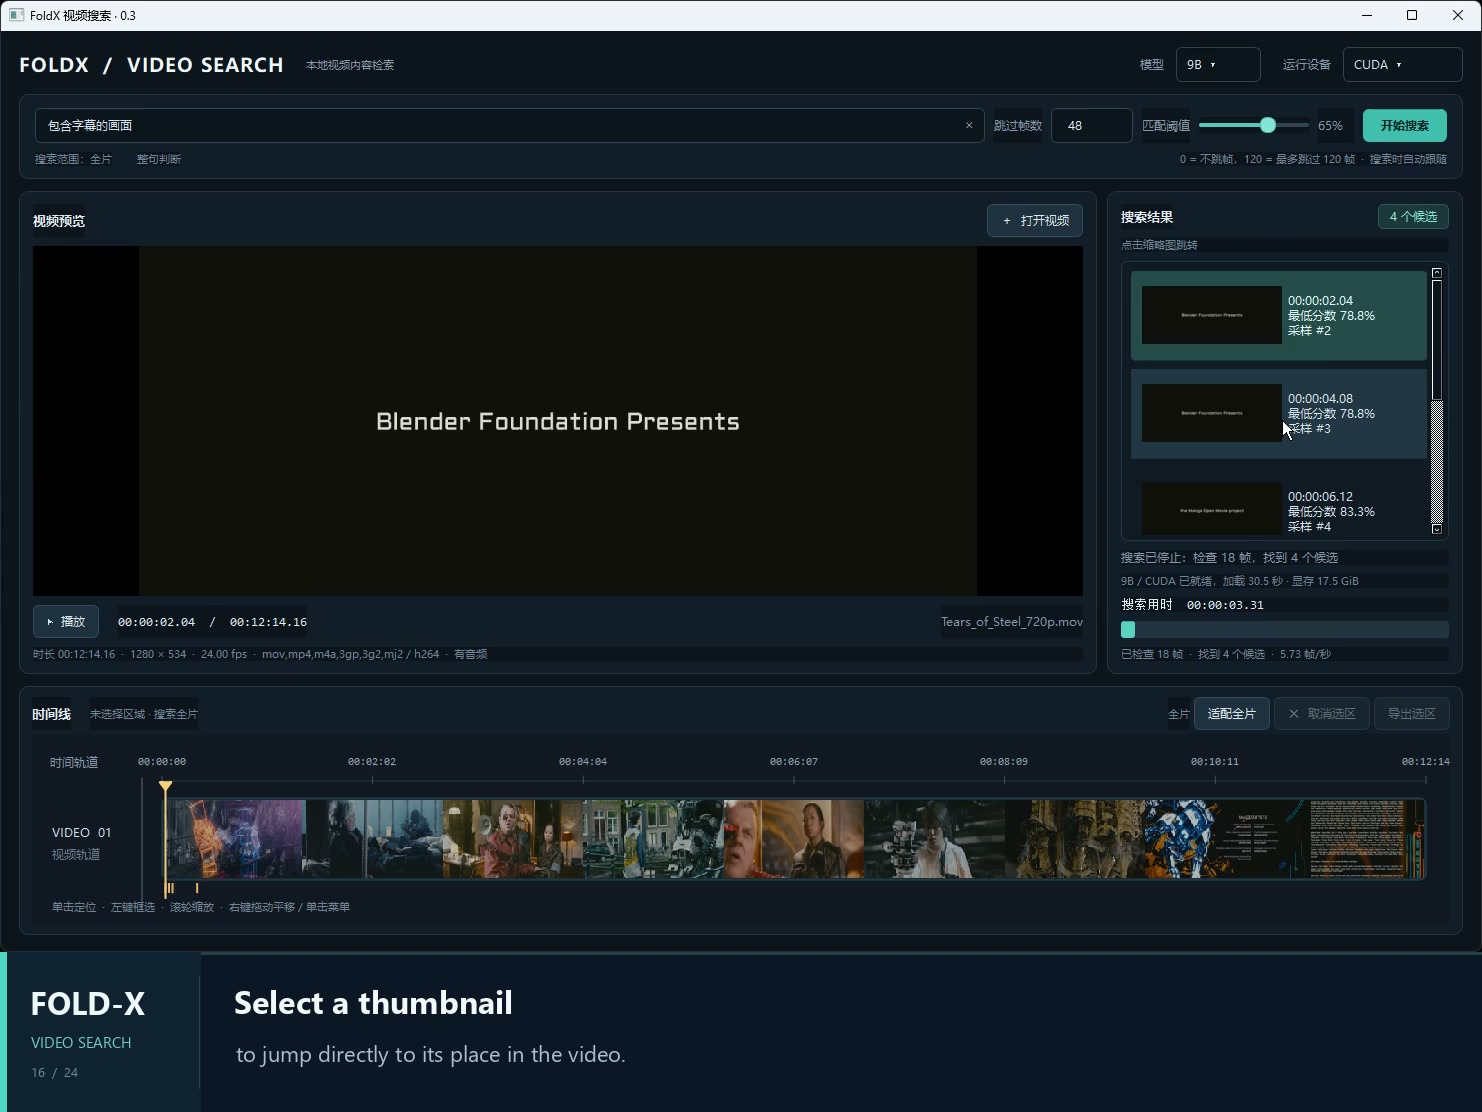 FoldX 视频搜索 · 0.3
FOLDX / VIDEO SEARCH 本地视频内容检索 模型 9B 运行设备 CUDA
包含字幕的画面 × 跳过帧数 48 匹配阈值 65% 开始搜索
搜索范围：全片 整句判断 0 = 不跳帧，120 = 最多跳过 120 帧 · 搜索时自动跟随
视频预览 + 打开视频
Blender Foundation Presents
播放 00:00:02.04 / 00:12:14.16 Tears_of_Steel_720p.mov
时长 00:12:14.16 · 1280 × 534 · 24.00 fps · mov,mp4,m4a,3gp,3g2,mj2 / h264 · 有音频
搜索结果 4 个候选
点击缩略图跳转
Blender Foundation Presents
00:00:02.04
最低分数 78.8%
采样 #2
Blender Foundation Presents
00:00:04.08
最低分数 78.8%
采样 #3
the Mango Open Movie project
00:00:06.12
最低分数 83.3%
采样 #4
搜索已停止：检查 18 帧，找到 4 个候选
9B / CUDA 已就绪，加载 30.5 秒 · 显存 17.5 GiB
搜索用时 00:00:03.31
已检查 18 帧 · 找到 4 个候选 · 5.73 帧/秒
时间线 未选择区域 · 搜索全片 全片 适配全片 × 取消选区 导出选区
时间轨道 00:00:00 00:02:02 00:04:04 00:06:07 00:08:09 00:10:11 00:12:14
VIDEO 01
视频轨道
单击定位 · 左键框选 · 滚轮缩放 · 右键拖动平移 / 单击菜单
FOLD-X
VIDEO SEARCH
16 / 24
Select a thumbnail
to jump directly to its place in the video.